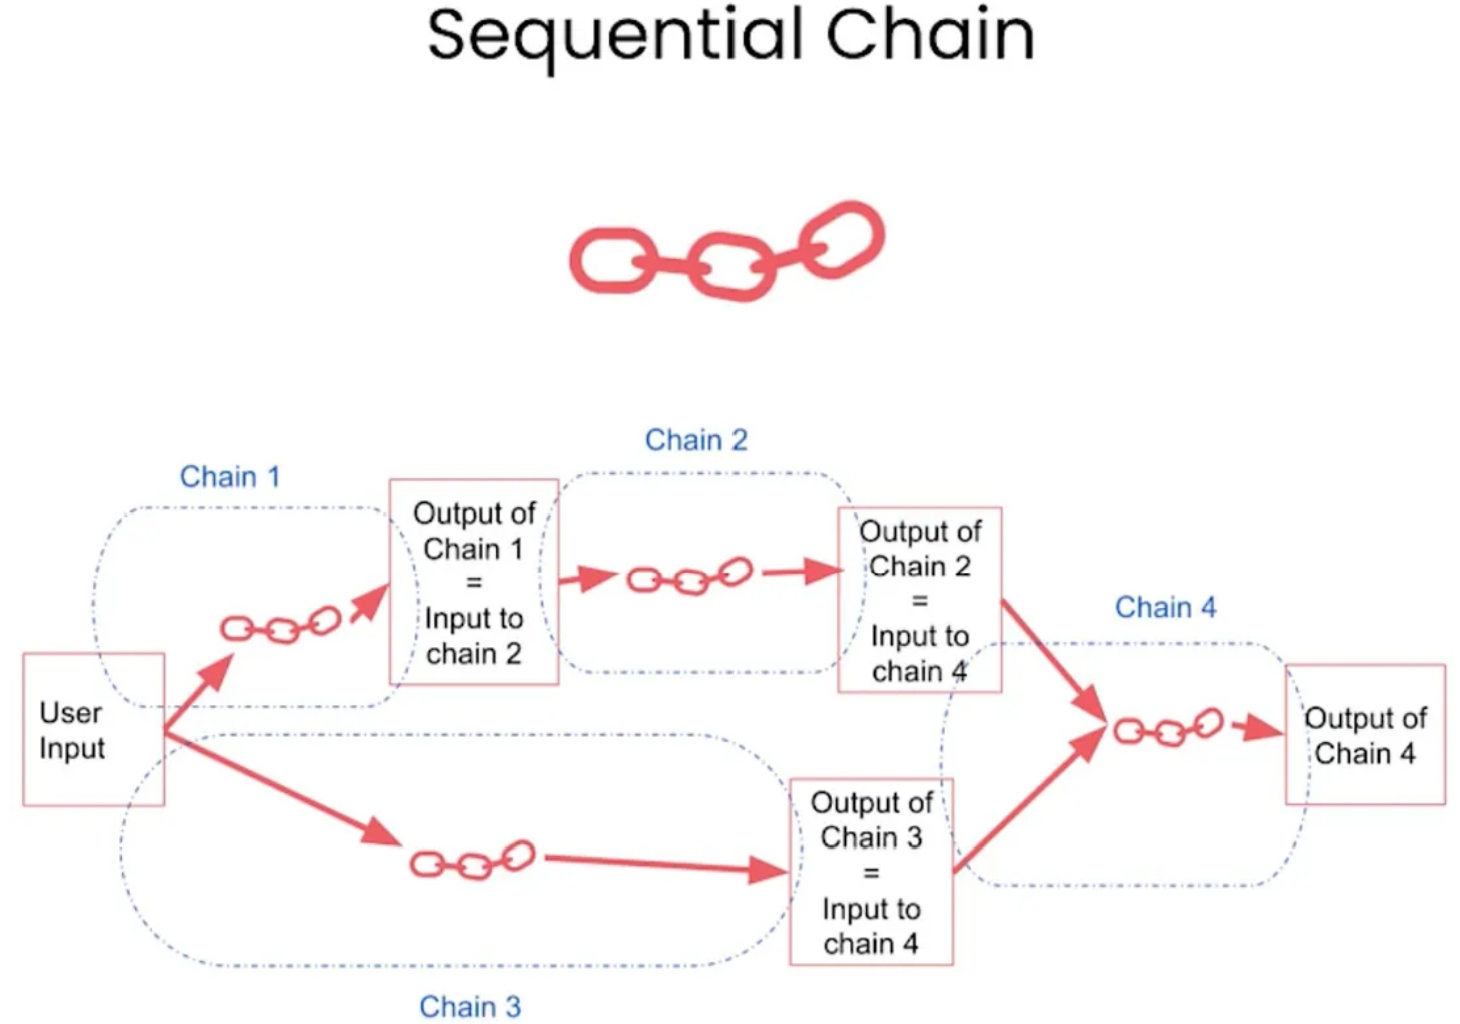 Sequential Chain
Chain 1
Chain 2
Output of
Chain 1
=
Input to
chain 2
Output of
Chain 2
=
Input to
chain 4
Chain 4
User
Input
Output of
Chain 4
Output of
Chain 3
=
Input to
chain 4
Chain 3